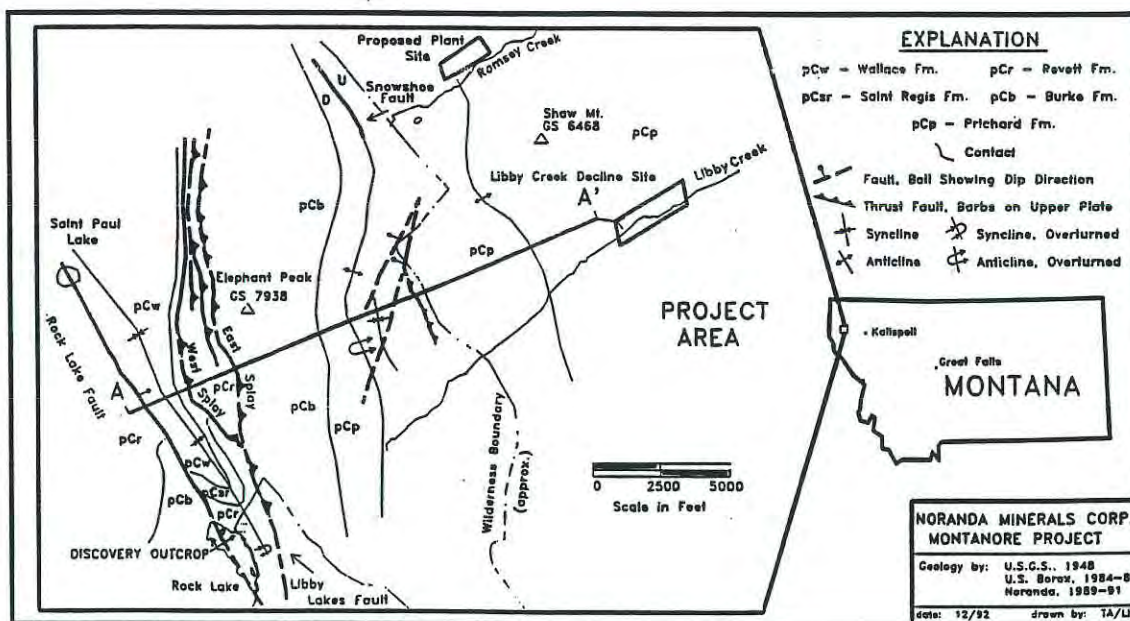 Proposed Plant
Site
Ramsey Creek
U
D
Snowshoe
Fault
Shaw Mt.
GS 6468
pCp
Libby Creek Decline Site
Libby Creek
A'
pCb
pCp
Saint Paul
Lake
pCw
Elephant Peak
GS 7938
Rock Lake Fault
West
Splay
East
Splay
A
pCr
pCr
pCb
pCp
pCw
pCb
pCsr
pCr
DISCOVERY OUTCROP
Rock Lake
Libby
Lakes Fault
Wilderness Boundary
(approx.)
0 2500 5000
Scale in Feet
PROJECT
AREA
EXPLANATION
pCw – Wallace Fm. pCr – Revett Fm.
pCsr – Saint Regis Fm. pCb – Burke Fm.
pCp – Prichard Fm.
Contact
Fault, Ball Showing Dip Direction
Thrust Fault, Barbs on Upper Plate
Syncline Syncline, Overturned
Anticline Anticline, Overturned
Kalispell
Great Falls
MONTANA
NORANDA MINERALS CORP.
MONTANORE PROJECT
Geology by: U.S.G.S., 1948
U.S. Borax, 1984–8
Noranda, 1989–91
date: 12/92 drawn by: TA/LI